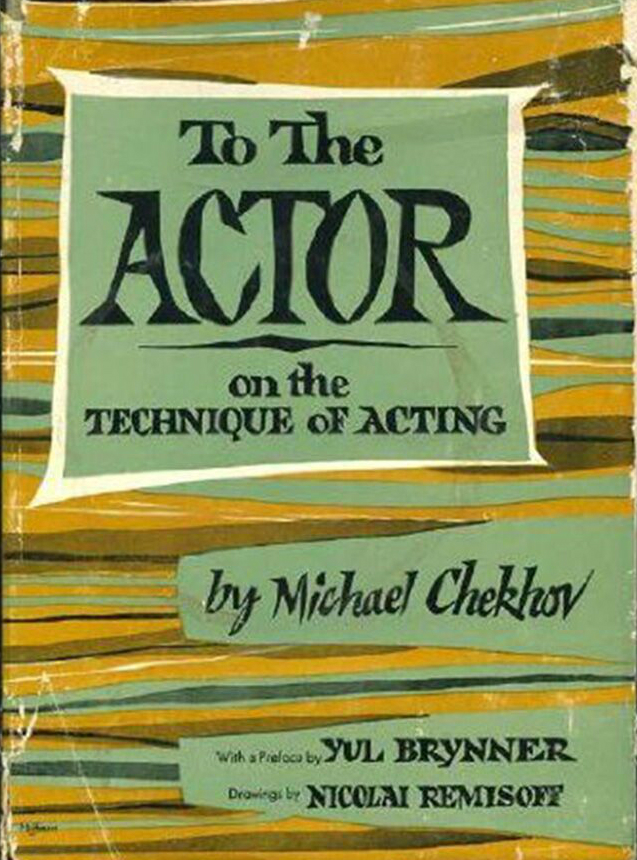 To The
ACTOR
on the
TECHNIQUE OF ACTING
by Michael Chekhov
With a Preface by YUL BRYNNER
Drawings by NICOLAI REMISOFF